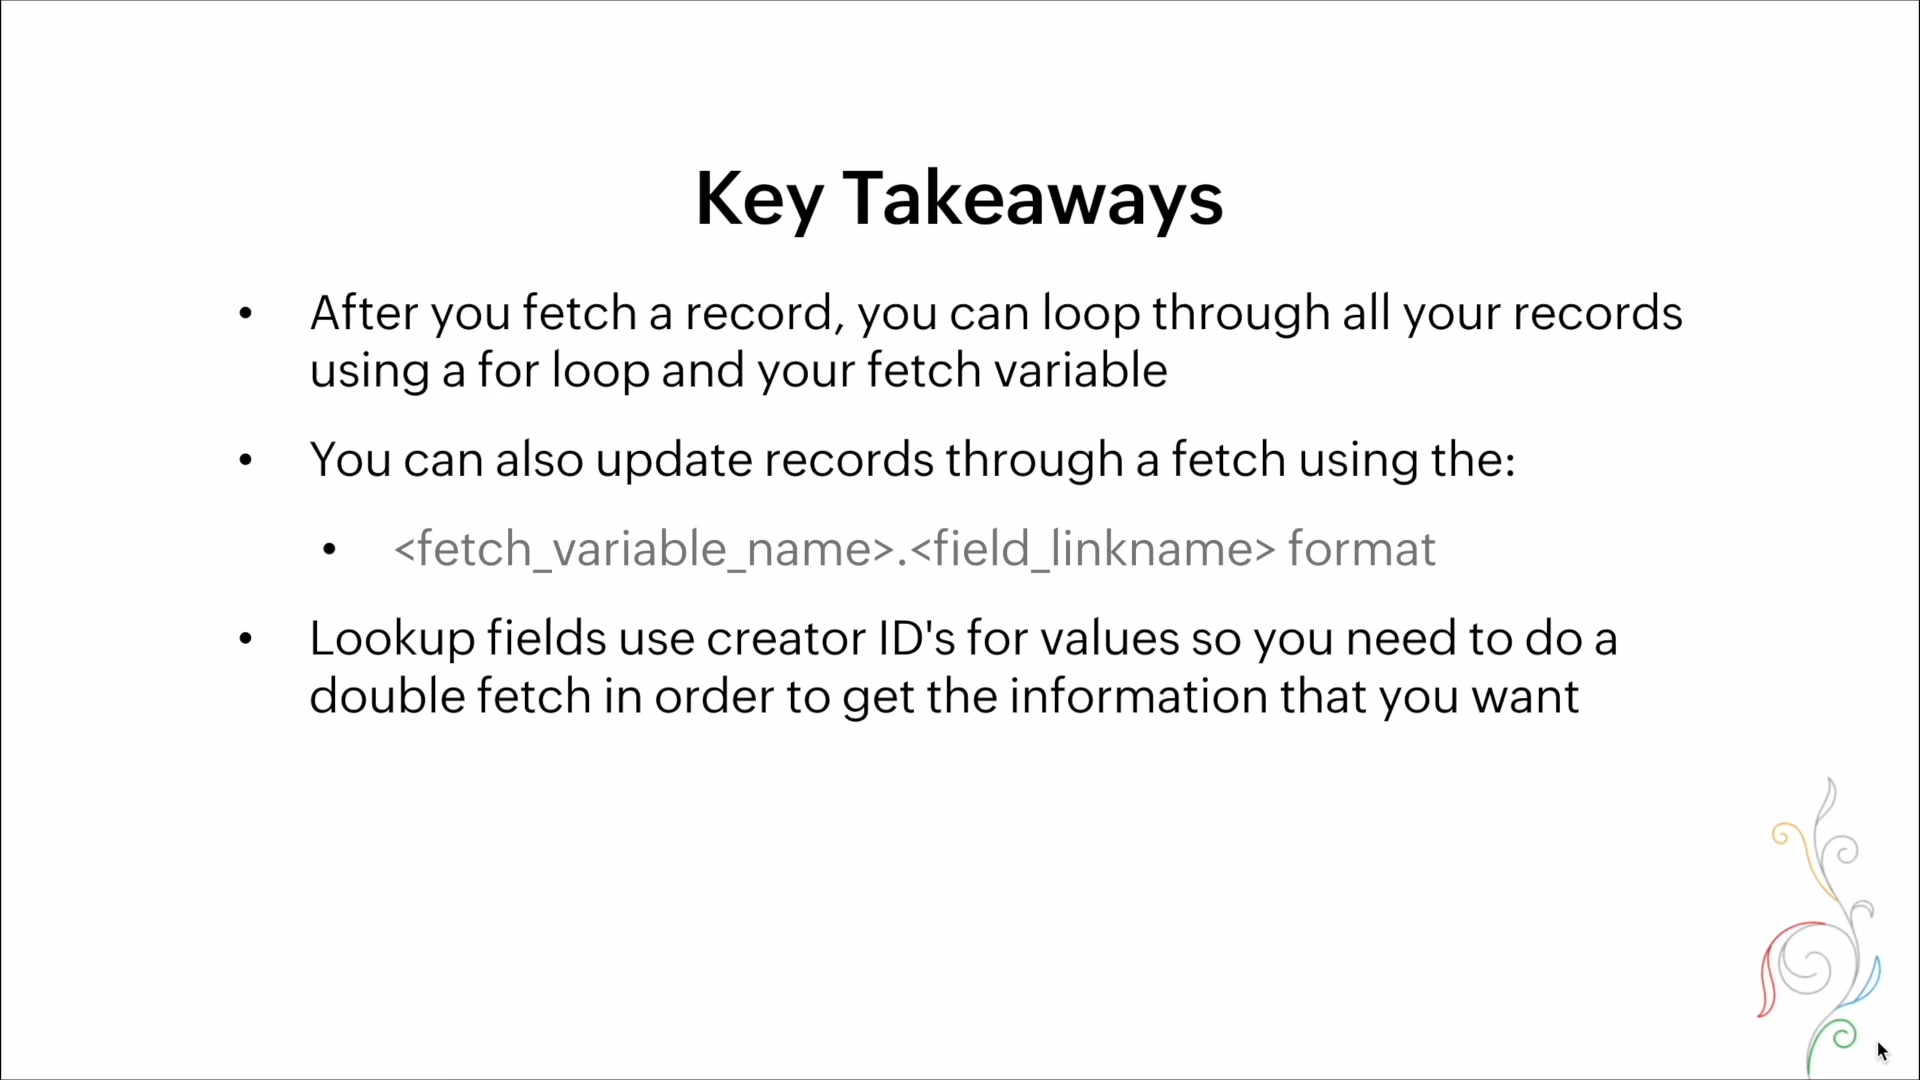 Key Takeaways
• After you fetch a record, you can loop through all your records
using a for loop and your fetch variable
• You can also update records through a fetch using the:
• <fetch_variable_name>.<field_linkname> format
• Lookup fields use creator ID's for values so you need to do a
double fetch in order to get the information that you want